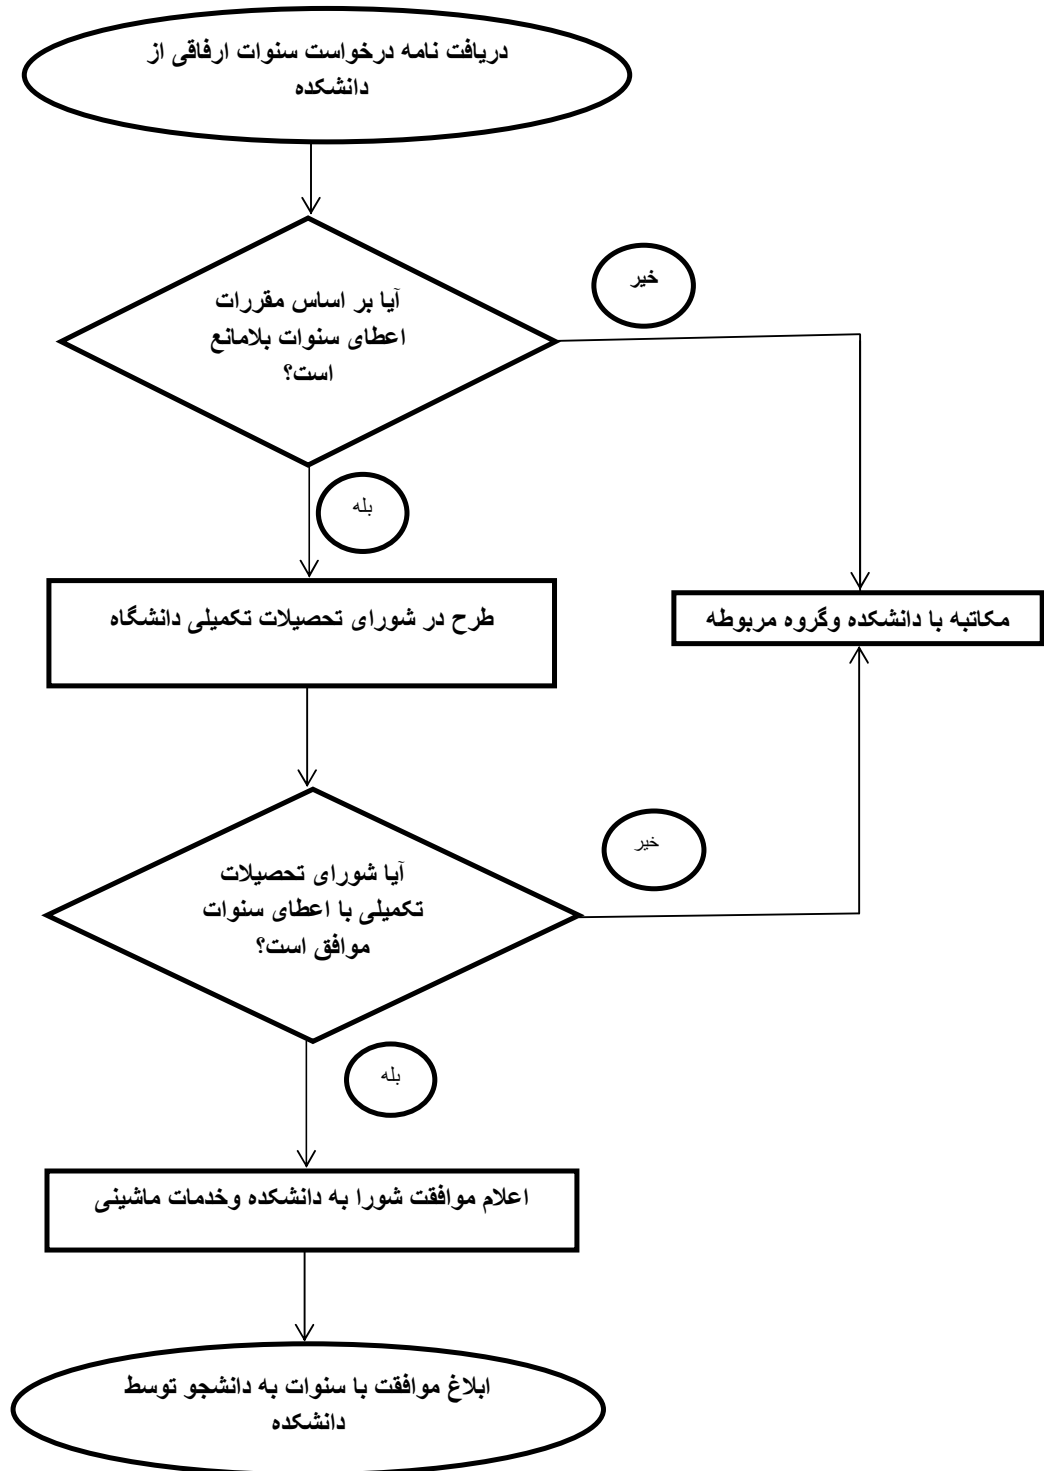 دریافت نامه درخواست سنوات ارفاقی از
دانشکده
آیا بر اساس مقررات
اعطای سنوات بلامانع
است؟
خیر
بله
طرح در شورای تحصیلات تکمیلی دانشگاه
مکاتبه با دانشکده وگروه مربوطه
آیا شورای تحصیلات
تکمیلی با اعطای سنوات
موافق است؟
خیر
بله
اعلام موافقت شورا به دانشکده وخدمات ماشینی
ابلاغ موافقت با سنوات به دانشجو توسط
دانشکده